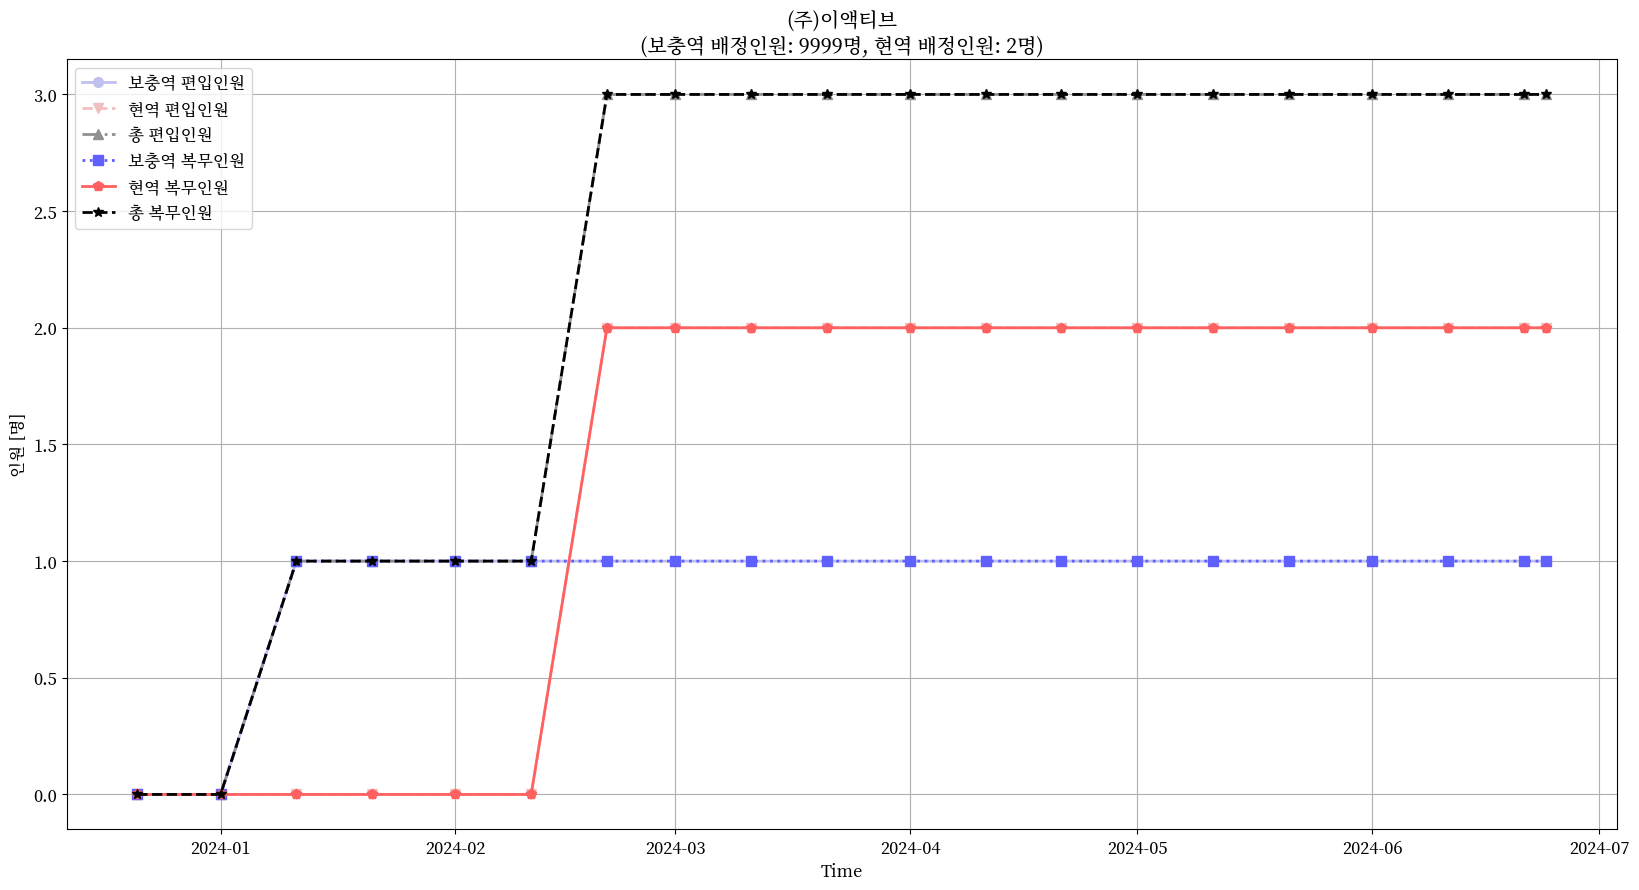 (주)이액티브
(보충역 배정인원: 9999명, 현역 배정인원: 2명)
보충역 편입인원
현역 편입인원
총 편입인원
보충역 복무인원
현역 복무인원
총 복무인원
3.0
2.5
2.0
1.5
1.0
0.5
0.0
인원 [명]
2024-01
2024-02
2024-03
2024-04
2024-05
2024-06
2024-07
Time